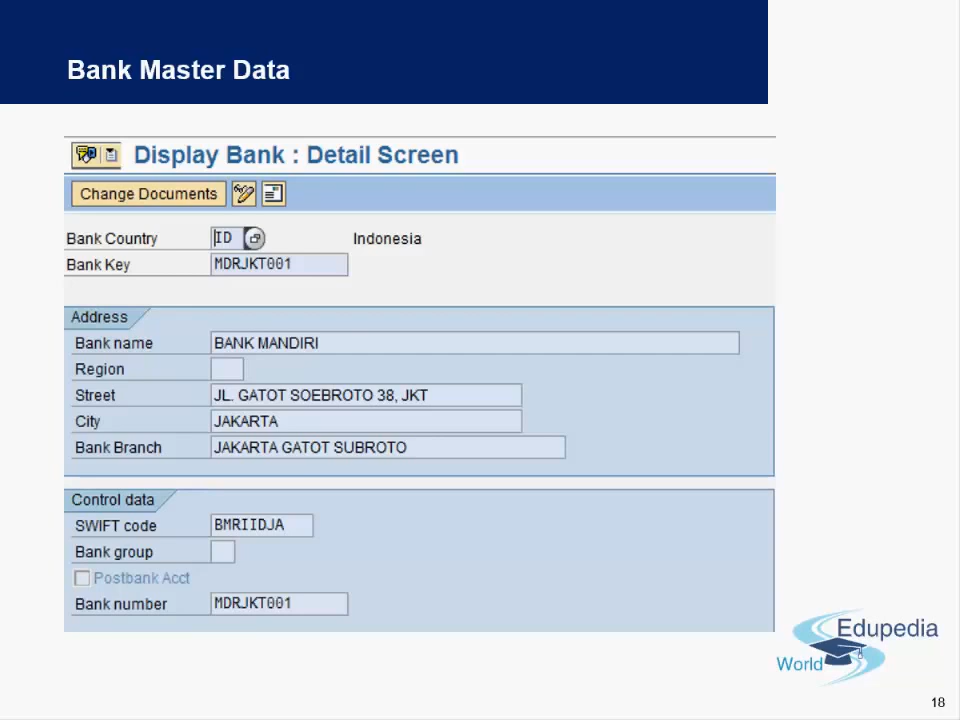 Bank Master Data
Display Bank : Detail Screen
Change Documents
Bank Country ID Indonesia
Bank Key MDRJKT001
Address
Bank name BANK MANDIRI
Region
Street JL. GATOT SOEBROTO 38, JKT
City JAKARTA
Bank Branch JAKARTA GATOT SUBROTO
Control data
SWIFT code BMRIIDJA
Bank group
Postbank Acct
Bank number MDRJKT001
Edupedia
World
18